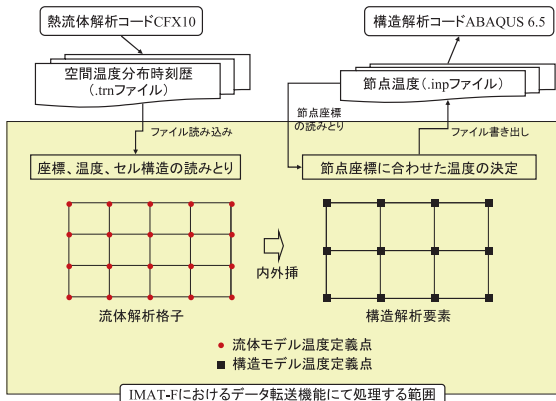 熱流体解析コードCFX10
構造解析コードABAQUS 6.5
空間温度分布時刻歴
(.trnファイル)
節点温度(.inpファイル)
節点座標
の読みとり
ファイル読み込み
ファイル書き出し
座標、温度、セル構造の読みとり
節点座標に合わせた温度の決定
内外挿
流体解析格子
構造解析要素
流体モデル温度定義点
構造モデル温度定義点
IMAT-Fにおけるデータ転送機能にて処理する範囲